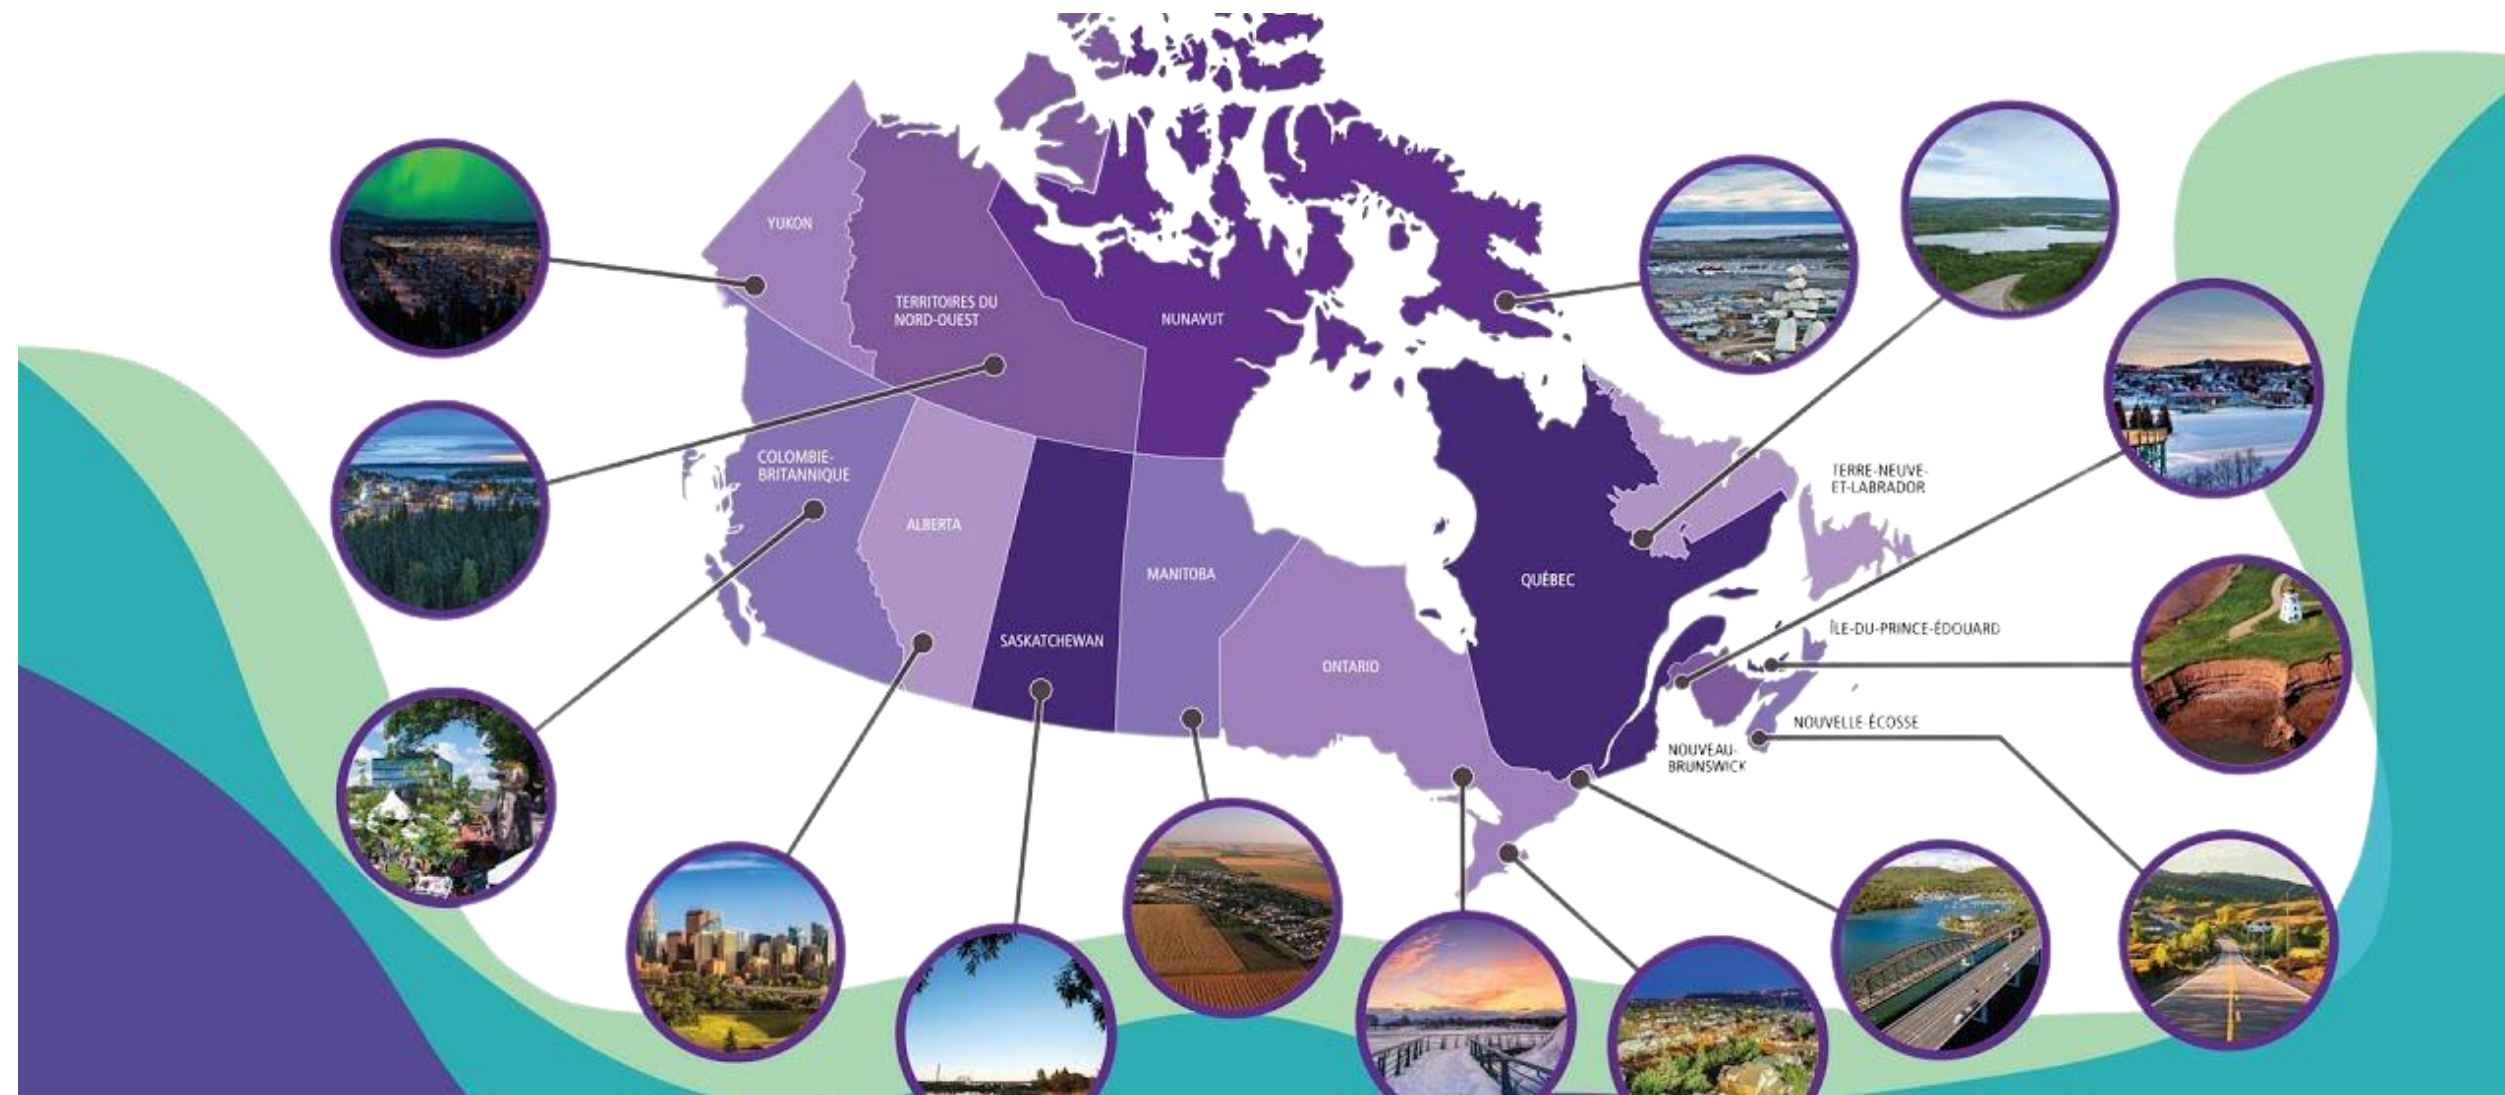 YUKON
TERRITOIRES DU
NORD-OUEST
NUNAVUT
COLOMBIE-
BRITANNIQUE
ALBERTA
SASKATCHEWAN
MANITOBA
ONTARIO
QUÉBEC
TERRE-NEUVE-
ET-LABRADOR
ÎLE-DU-PRINCE-ÉDOUARD
NOUVELLE-ÉCOSSE
NOUVEAU-
BRUNSWICK